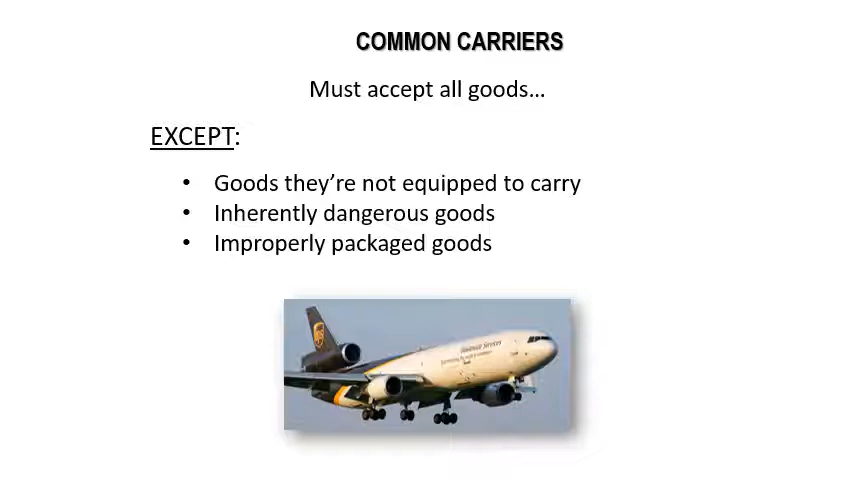 COMMON CARRIERS
Must accept all goods…
EXCEPT:
• Goods they’re not equipped to carry
• Inherently dangerous goods
• Improperly packaged goods